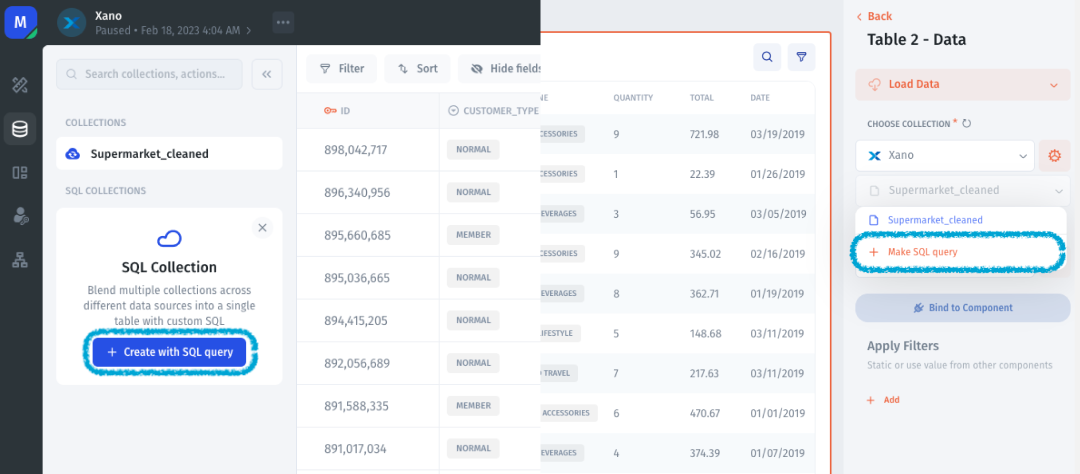 M
Xano
Paused • Feb 18, 2023 4:04 AM
Search collections, actions...
COLLECTIONS
Supermarket_cleaned
SQL COLLECTIONS
SQL Collection
Blend multiple collections across
different data sources into a single
table with custom SQL
+ Create with SQL query
Filter Sort Hide fields
ID CUSTOMER_TYPE
898,042,717 NORMAL
896,340,956 NORMAL
895,660,685 MEMBER
895,036,665 NORMAL
894,415,205 NORMAL
892,056,689 NORMAL
891,588,335 MEMBER
891,017,034 NORMAL
NE QUANTITY TOTAL DATE
CESSORIES 9 721.98 03/19/2019
CESSORIES 1 22.39 01/26/2019
EVERAGES 3 56.95 03/05/2019
CESSORIES 9 345.02 02/16/2019
EVERAGES 8 362.71 01/19/2019
IFESTYLE 5 148.68 03/11/2019
TRAVEL 7 217.63 03/11/2019
ACCESSORIES 6 470.67 01/01/2019
EVERAGES 4 374.39 01/07/2019
Back
Table 2 - Data
Load Data
CHOOSE COLLECTION *
Xano
Supermarket_cleaned
Supermarket_cleaned
+ Make SQL query
Bind to Component
Apply Filters
Static or use value from other components
+ Add